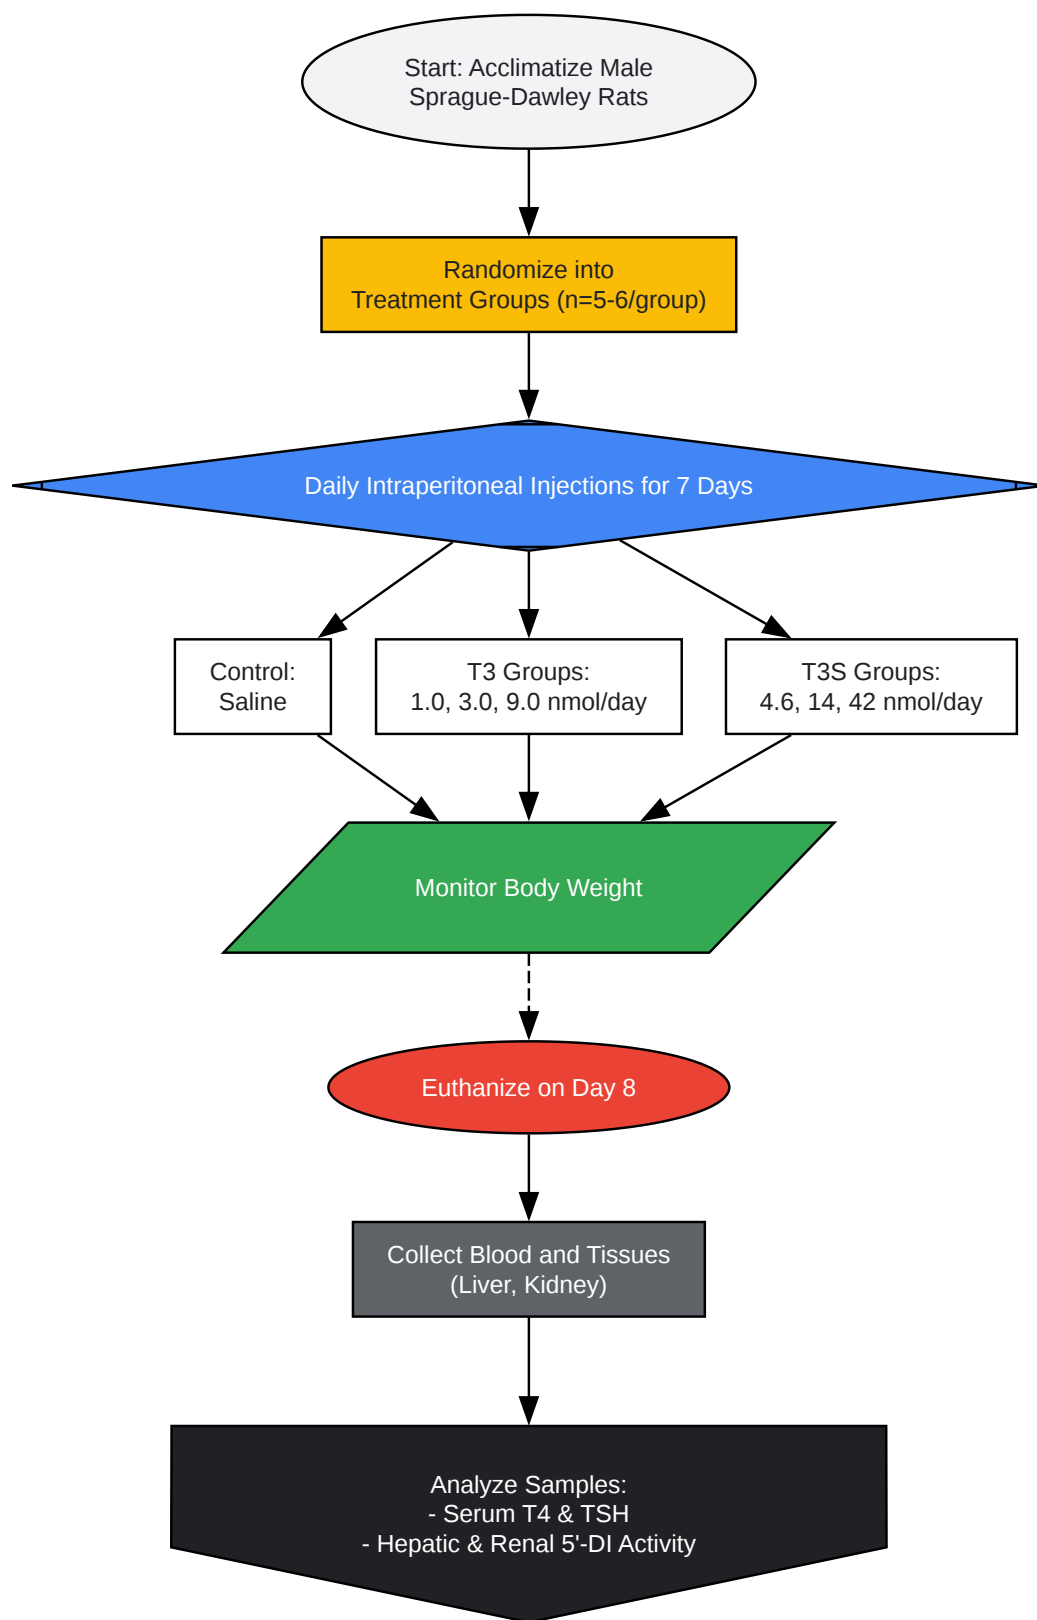 Start: Acclimatize Male
Sprague-Dawley Rats
Randomize into
Treatment Groups (n=5-6/group)
Daily Intraperitoneal Injections for 7 Days
Control:
Saline
T3 Groups:
1.0, 3.0, 9.0 nmol/day
T3S Groups:
4.6, 14, 42 nmol/day
Monitor Body Weight
Euthanize on Day 8
Collect Blood and Tissues
(Liver, Kidney)
Analyze Samples:
- Serum T4 & TSH
- Hepatic & Renal 5'-DI Activity